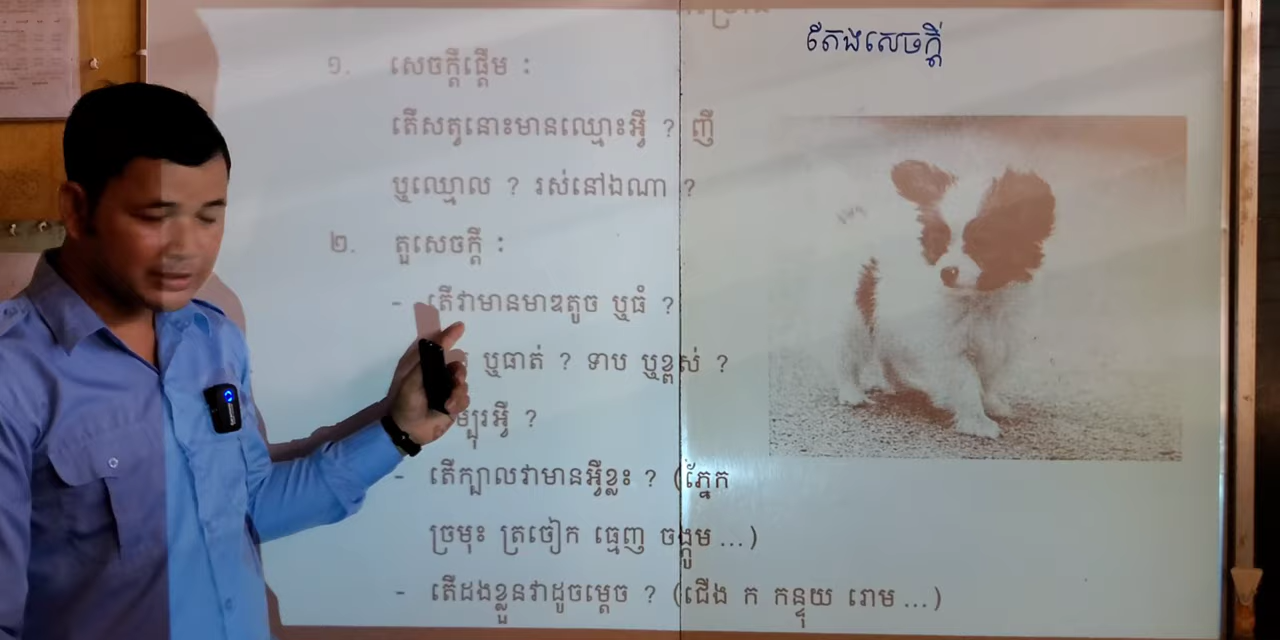 តែងសេចក្ដី
១. សេចក្ដីផ្ដើម :
តើសត្វនោះមានឈ្មោះអ្វី ? ញី
ឬឈ្មោល ? រស់នៅឯណា ?
២. តួសេចក្ដី :
- តើវាមានមាឌតូច ឬធំ ?
ឬធាត់ ? ទាប ឬខ្ពស់ ?
អ្វី ?
- តើក្បាលវាមានអ្វីខ្លះ ? (ភ្នែក
ច្រមុះ ត្រចៀក ធ្មេញ ចង្កូម ...)
- តើដងខ្លួនវាដូចម្ដេច ? (ជើង ក កន្ទុយ រោម ...)